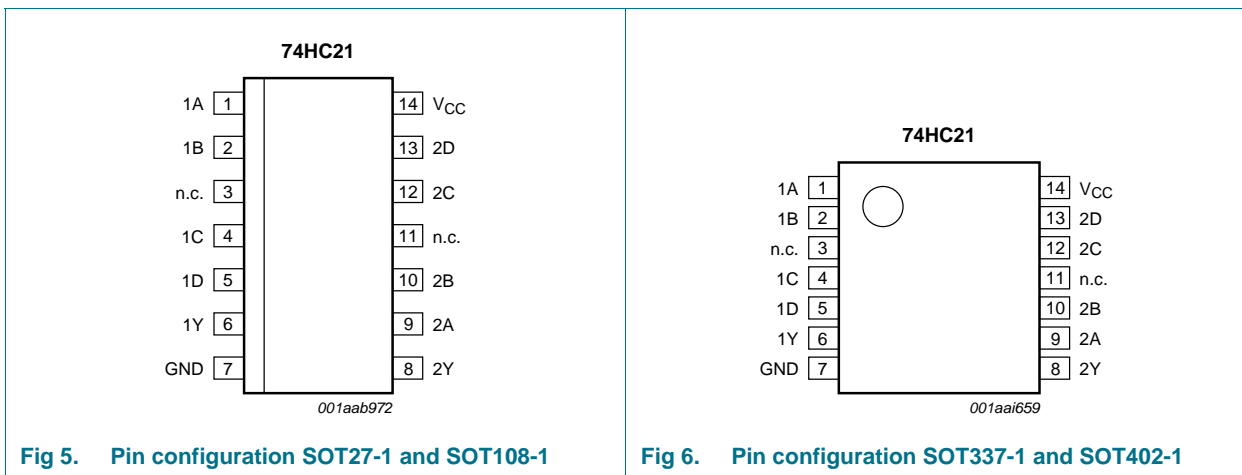 74HC21
1A 1 14 VCC
1B 2 13 2D
n.c. 3 12 2C
1C 4 11 n.c.
1D 5 10 2B
1Y 6 9 2A
GND 7 8 2Y
001aab972
Fig 5. Pin configuration SOT27-1 and SOT108-1
74HC21
1A 1 14 VCC
1B 2 13 2D
n.c. 3 12 2C
1C 4 11 n.c.
1D 5 10 2B
1Y 6 9 2A
GND 7 8 2Y
001aai659
Fig 6. Pin configuration SOT337-1 and SOT402-1